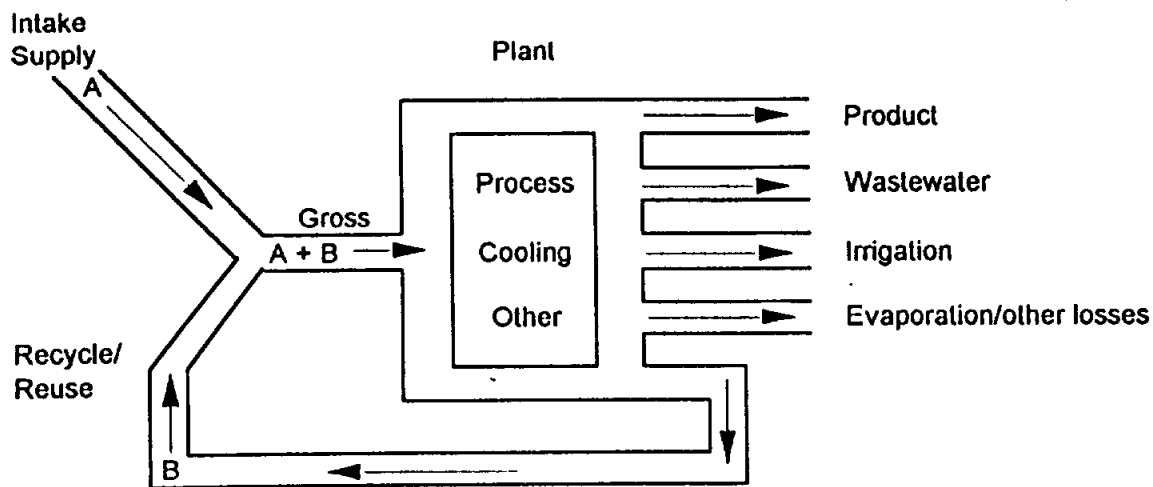 Intake
Supply
A
Plant
Product
Process
Wastewater
Gross
A + B
Cooling
Irrigation
Other
Evaporation/other losses
Recycle/
Reuse
B